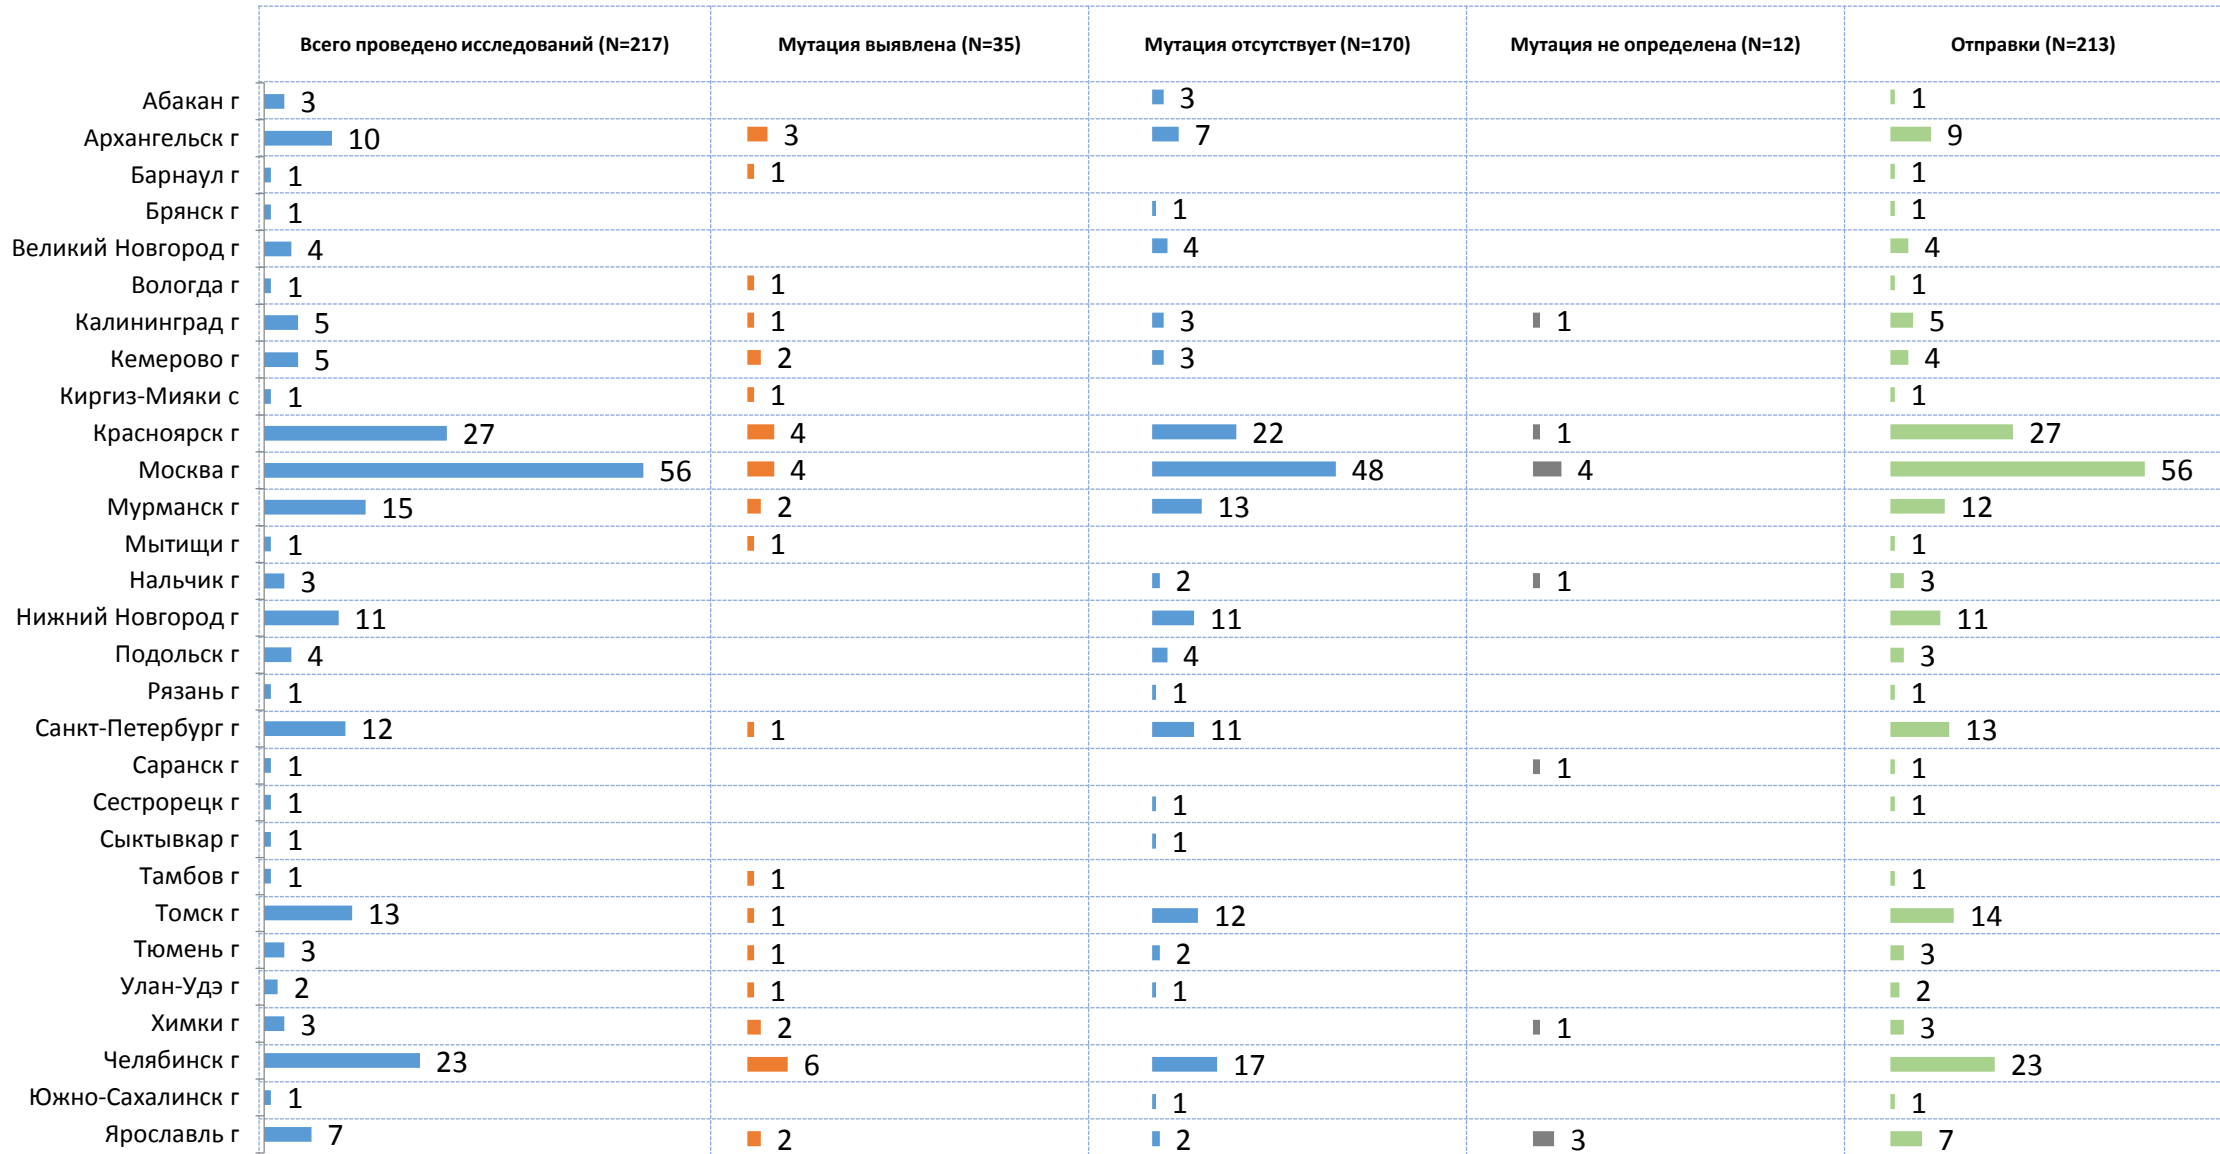 Всего проведено исследований (N=217) Мутация выявлена (N=35) Мутация отсутствует (N=170) Мутация не определена (N=12) Отправки (N=213)
Абакан г 3 3 1
Архангельск г 10 3 7 9
Барнаул г 1 1 1
Брянск г 1 1 1
Великий Новгород г 4 4 4
Вологда г 1 1 1
Калининград г 5 1 3 1 5
Кемерово г 5 2 3 4
Киргиз-Мияки с 1 1 1
Красноярск г 27 4 22 1 27
Москва г 56 4 48 4 56
Мурманск г 15 2 13 12
Мытищи г 1 1 1
Нальчик г 3 2 1 3
Нижний Новгород г 11 11 11
Подольск г 4 4 3
Рязань г 1 1 1
Санкт-Петербург г 12 1 11 13
Саранск г 1 1 1
Сестрорецк г 1 1 1
Сыктывкар г 1 1
Тамбов г 1 1 1
Томск г 13 1 12 14
Тюмень г 3 1 2 3
Улан-Удэ г 2 1 1 2
Химки г 3 2 1 3
Челябинск г 23 6 17 23
Южно-Сахалинск г 1 1 1
Ярославль г 7 2 2 3 7